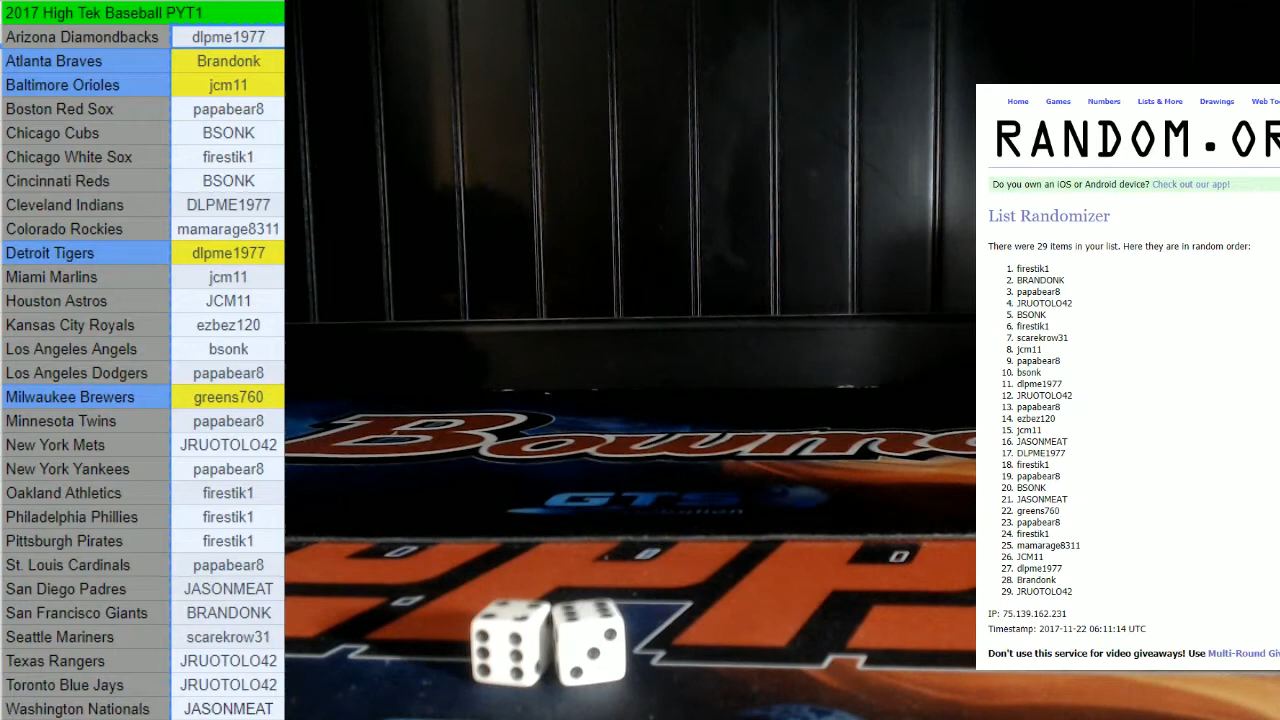 2017 High Tek Baseball PYT1
Arizona Diamondbacks dlpme1977
Atlanta Braves Brandonk
Baltimore Orioles jcm11
Boston Red Sox papabear8
Chicago Cubs BSONK
Chicago White Sox firestik1
Cincinnati Reds BSONK
Cleveland Indians DLPME1977
Colorado Rockies mamarage8311
Detroit Tigers dlpme1977
Miami Marlins jcm11
Houston Astros JCM11
Kansas City Royals ezbez120
Los Angeles Angels bsonk
Los Angeles Dodgers papabear8
Milwaukee Brewers greens760
Minnesota Twins papabear8
New York Mets JRUOTOLO42
New York Yankees papabear8
Oakland Athletics firestik1
Philadelphia Phillies firestik1
Pittsburgh Pirates firestik1
St. Louis Cardinals papabear8
San Diego Padres JASONMEAT
San Francisco Giants BRANDONK
Seattle Mariners scarekrow31
Texas Rangers JRUOTOLO42
Toronto Blue Jays JRUOTOLO42
Washington Nationals JASONMEAT
Bowma
GTS
Home Games Numbers Lists & More Drawings Web To
RANDOM.OR
Do you own an iOS or Android device? Check out our app!
List Randomizer
There were 29 items in your list. Here they are in random order:
1. firestik1
2. BRANDONK
3. papabear8
4. JRUOTOLO42
5. BSONK
6. firestik1
7. scarekrow31
8. jcm11
9. papabear8
10. bsonk
11. dlpme1977
12. JRUOTOLO42
13. papabear8
14. ezbez120
15. jcm11
16. JASONMEAT
17. DLPME1977
18. firestik1
19. papabear8
20. BSONK
21. JASONMEAT
22. greens760
23. papabear8
24. firestik1
25. mamarage8311
26. JCM11
27. dlpme1977
28. Brandonk
29. JRUOTOLO42
IP: 75.139.162.231
Timestamp: 2017-11-22 06:11:14 UTC
Don't use this service for video giveaways! Use Multi-Round Giv